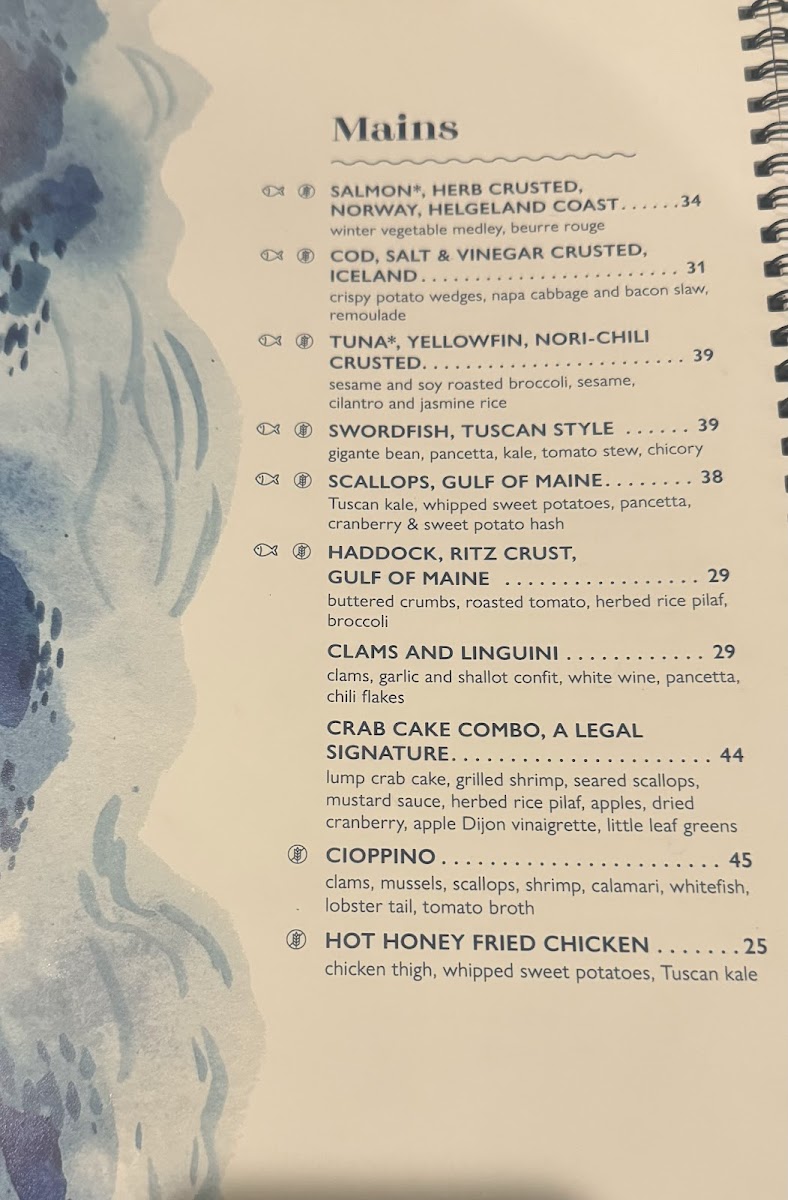 Mains
SALMON*, HERB CRUSTED,
NORWAY, HELGELAND COAST......34
winter vegetable medley, beurre rouge
COD, SALT & VINEGAR CRUSTED,
ICELAND........................ 31
crispy potato wedges, napa cabbage and bacon slaw,
remoulade
TUNA*, YELLOWFIN, NORI-CHILI
CRUSTED........................ 39
sesame and soy roasted broccoli, sesame,
cilantro and jasmine rice
SWORDFISH, TUSCAN STYLE ...... 39
gigante bean, pancetta, kale, tomato stew, chicory
SCALLOPS, GULF OF MAINE........ 38
Tuscan kale, whipped sweet potatoes, pancetta,
cranberry & sweet potato hash
HADDOCK, RITZ CRUST,
GULF OF MAINE ................. 29
buttered crumbs, roasted tomato, herbed rice pilaf,
broccoli
CLAMS AND LINGUINI ............ 29
clams, garlic and shallot confit, white wine, pancetta,
chili flakes
CRAB CAKE COMBO, A LEGAL
SIGNATURE...................... 44
lump crab cake, grilled shrimp, seared scallops,
mustard sauce, herbed rice pilaf, apples, dried
cranberry, apple Dijon vinaigrette, little leaf greens
CIOPPINO....................... 45
clams, mussels, scallops, shrimp, calamari, whitefish,
lobster tail, tomato broth
HOT HONEY FRIED CHICKEN .......25
chicken thigh, whipped sweet potatoes, Tuscan kale